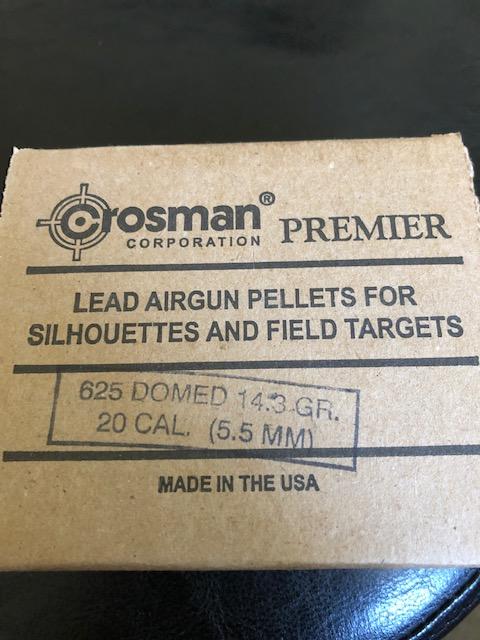 Crosman® PREMIER
CORPORATION
LEAD AIRGUN PELLETS FOR
SILHOUETTES AND FIELD TARGETS
625 DOMED 14.3 GR.
20 CAL. (5.5 MM)
MADE IN THE USA